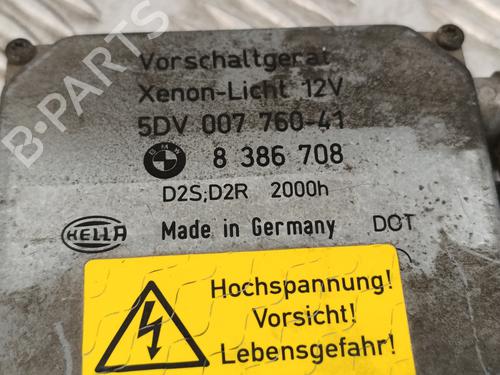 Vorschaltgerät
Xenon-Licht 12V
5DV 007 760-41
BMW 8 386 708
D2S;D2R 2000h
HELLA Made in Germany DOT
Hochspannung!
Vorsicht!
Lebensgefahr!